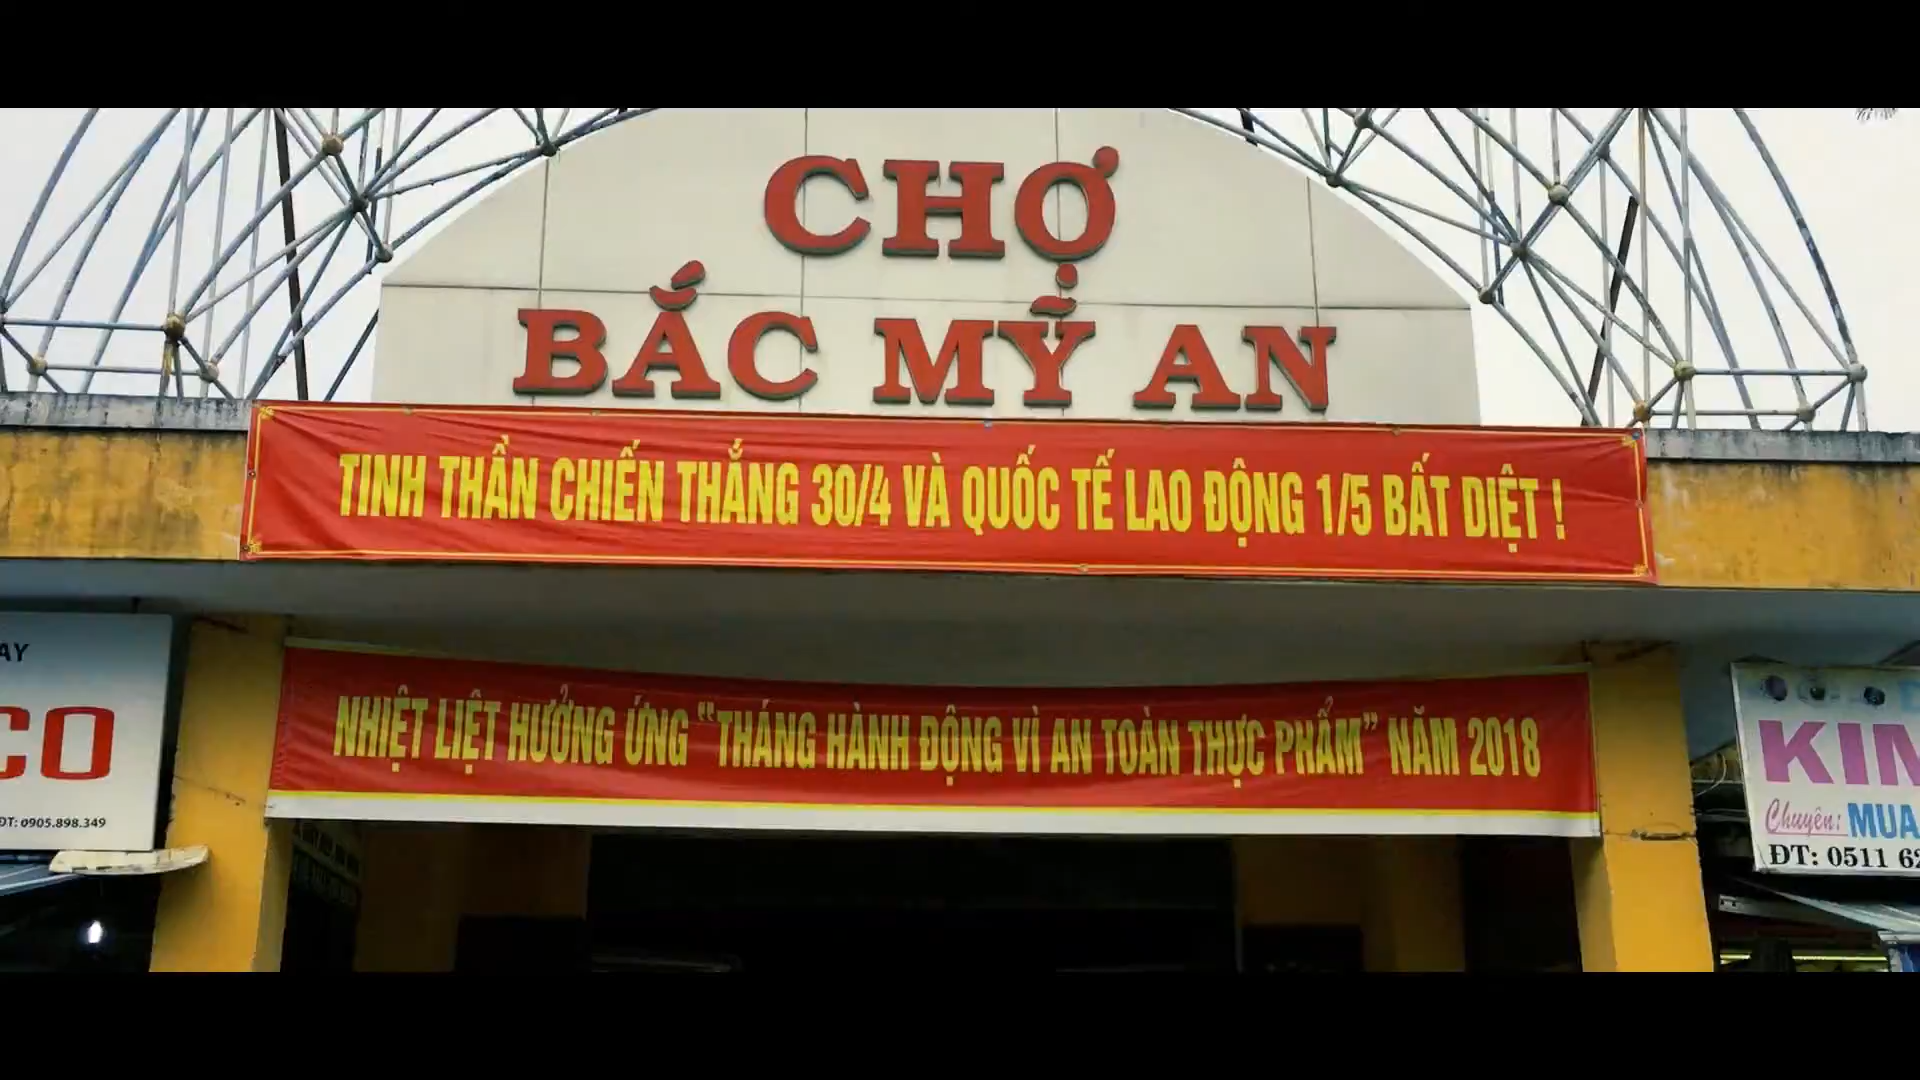 CHỢ
BẮC MỸ AN
TINH THẦN CHIẾN THẮNG 30/4 VÀ QUỐC TẾ LAO ĐỘNG 1/5 BẤT DIỆT !
NHIỆT LIỆT HƯỞNG ỨNG "THÁNG HÀNH ĐỘNG VÌ AN TOÀN THỰC PHẨM" NĂM 2018
AY
CO
ĐT: 0905.898.349
KIM
Chuyên: MUA
ĐT: 0511 62